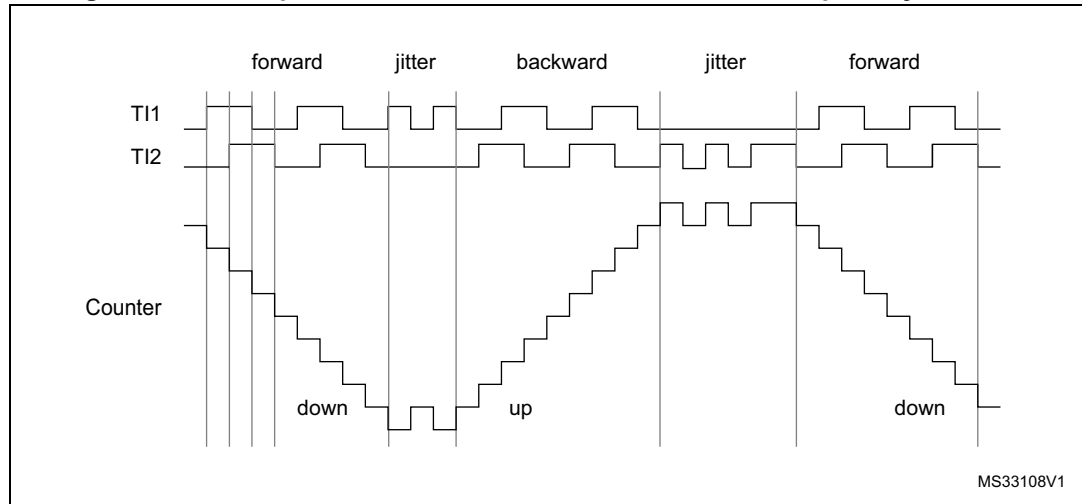 forward jitter backward jitter forward
TI1
TI2
Counter
down up down
MS33108V1